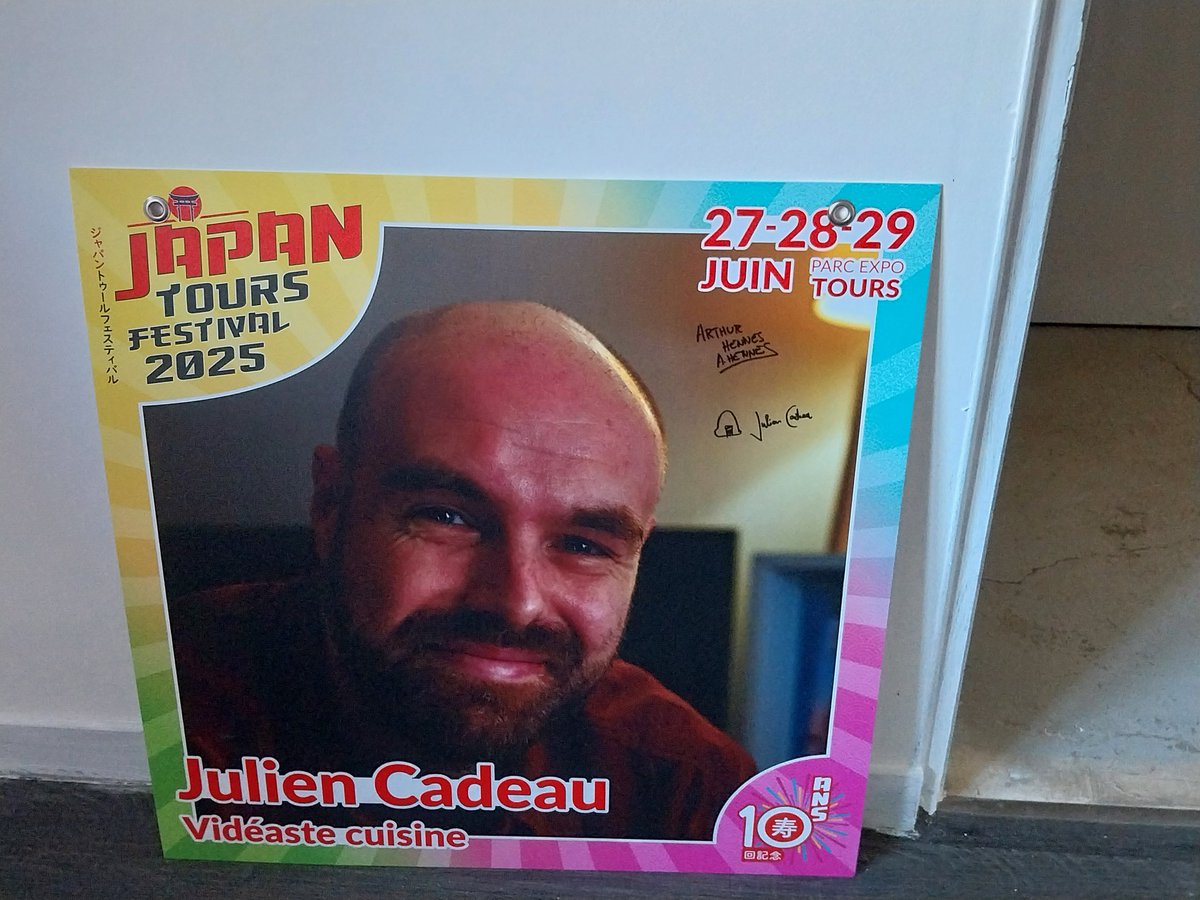 ジャパントゥールフェスティバル
JAPAN
TOURS
FESTIVAL
2025
27-28-29
JUIN
PARC EXPO
TOURS
ARTHUR
HENNES
A.HENNES
Julien Cadeau
Julien Cadeau
Vidéaste cuisine
10
寿
ANS
回記念